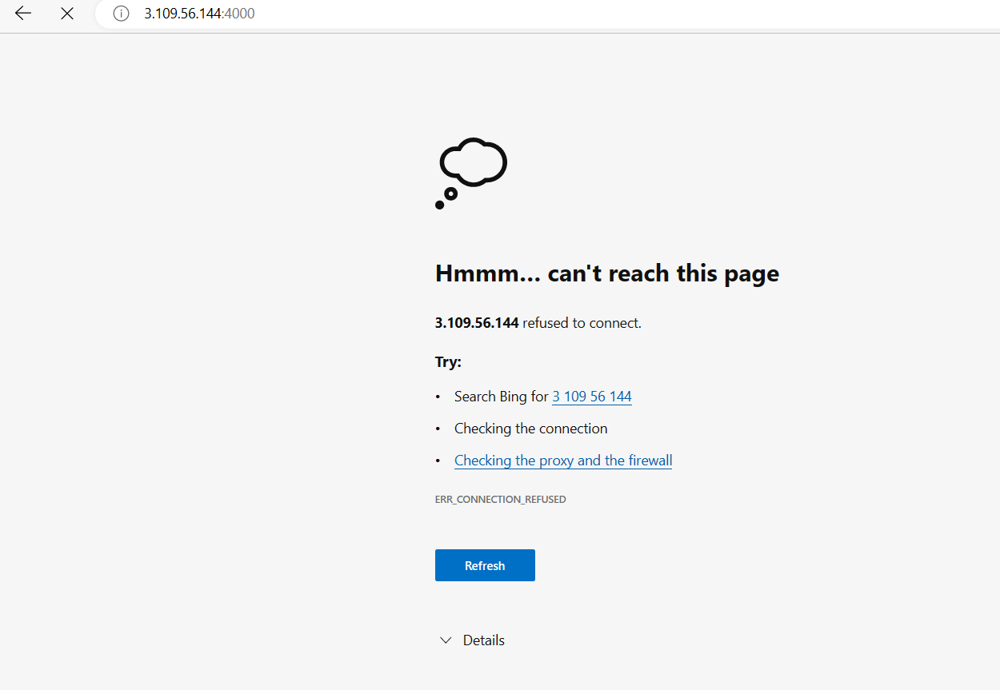 3.109.56.144:4000
Hmmm... can't reach this page
3.109.56.144 refused to connect.
Try:
• Search Bing for 3 109 56 144
• Checking the connection
• Checking the proxy and the firewall
ERR_CONNECTION_REFUSED
Refresh
Details